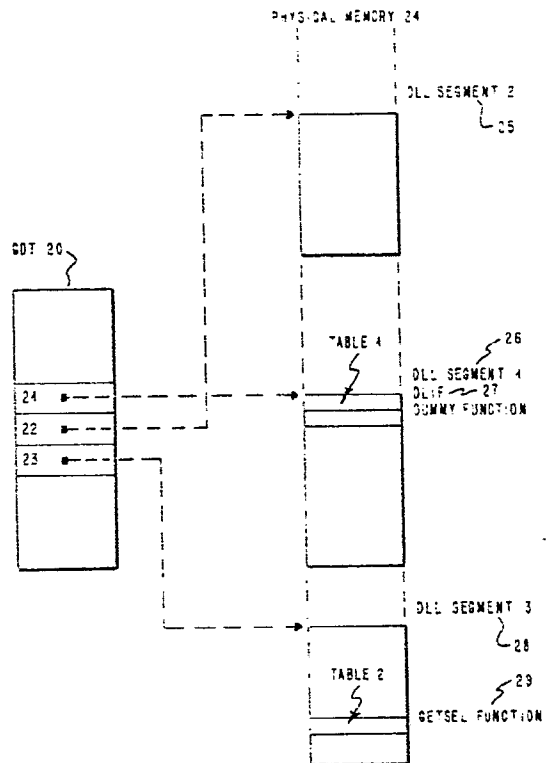 PHYSICAL MEMORY 24
DLL SEGMENT 2
25
GDT 20
TABLE 4
26
DLL SEGMENT 4
24
DLIF 27
22
DUMMY FUNCTION
23
DLL SEGMENT 3
28
TABLE 2
29
GETSEL FUNCTION